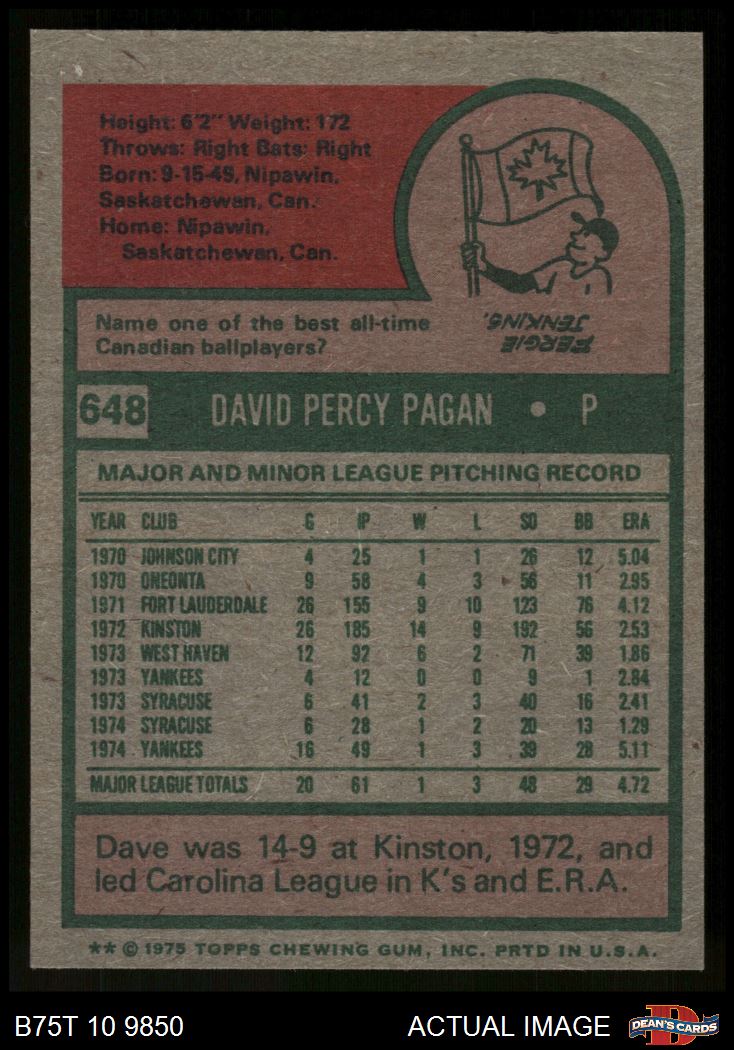 Height: 6'2" Weight: 172
Throws: Right Bats: Right
Born: 9-15-49, Nipawin,
Saskatchewan, Can.
Home: Nipawin,
Saskatchewan, Can.
Name one of the best all-time
Canadian ballplayers?
FERGIE
JENKINS.
648 DAVID PERCY PAGAN • P
MAJOR AND MINOR LEAGUE PITCHING RECORD
YEAR CLUB G IP W L SO BB ERA
1970 JOHNSON CITY 4 25 1 1 26 12 5.04
1970 ONEONTA 9 58 4 3 56 11 2.95
1971 FORT LAUDERDALE 26 155 9 10 123 76 4.12
1972 KINSTON 26 185 14 9 192 56 2.53
1973 WEST HAVEN 12 92 6 2 71 39 1.86
1973 YANKEES 4 12 0 0 9 1 2.84
1973 SYRACUSE 6 41 2 3 40 16 2.41
1974 SYRACUSE 6 28 1 2 20 13 1.29
1974 YANKEES 16 49 1 3 39 28 5.11
MAJOR LEAGUE TOTALS 20 61 1 3 48 29 4.72
Dave was 14-9 at Kinston, 1972, and
led Carolina League in K's and E.R.A.
** © 1975 TOPPS CHEWING GUM, INC. PRTD IN U.S.A.
B75T 10 9850 ACTUAL IMAGE D DEAN'S CARDS